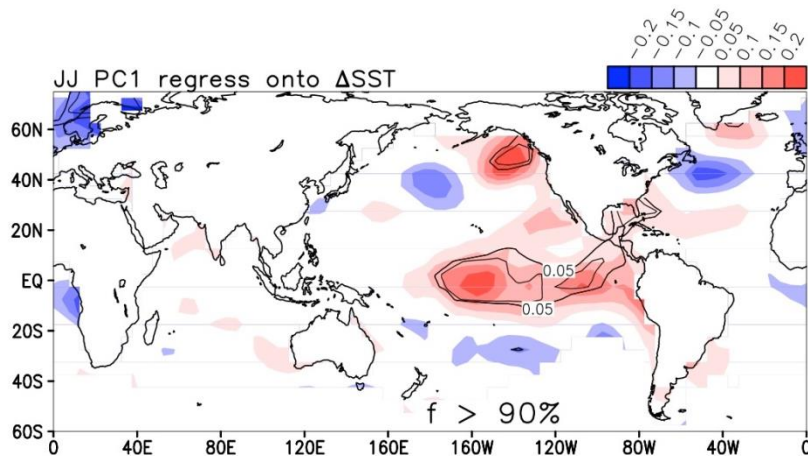 -0.2 -0.15 -0.1 -0.05 0.05 0.1 0.15 0.2
JJ PC1 regress onto ΔSST
60N
40N
20N
EQ
20S
40S
60S
0.05
0.05
f > 90%
0 40E 80E 120E 160E 160W 120W 80W 40W 0